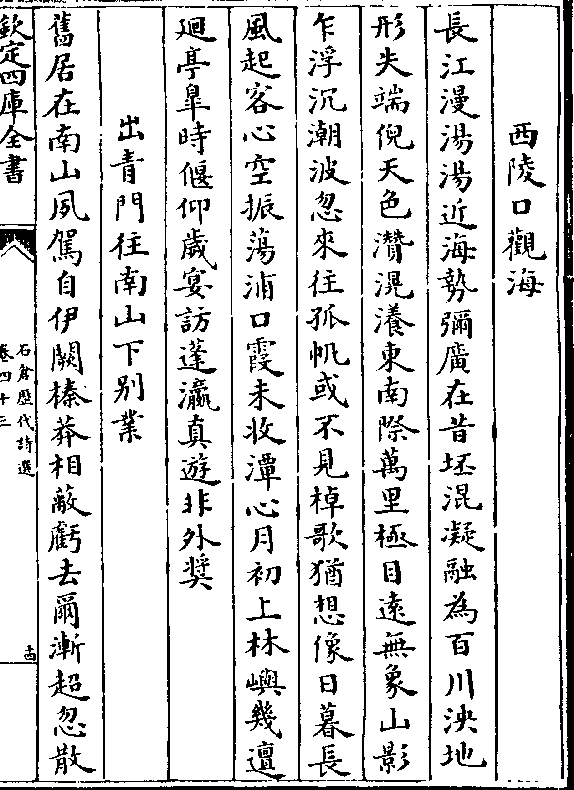 西陵口觀海
長江漫湯湯近海勢彌廣在昔坯混凝融為百川泱地
形失端倪天色潛滉瀁東南際萬里極目遠無象山影
乍浮沉潮波忽來往孤帆或不見棹歌猶想像日暮長
風起客心空振蕩浦口霞未收潭心月初上林嶼幾邅
廻亭臯時偃仰歲宴訪蓬瀛真遊非外奬
出青門往南山下別業
舊居在南山夙駕自伊闕榛莽相蔽虧去爾漸超忽散
欽定四庫全書
石倉歴代詩選
卷四十三
十四